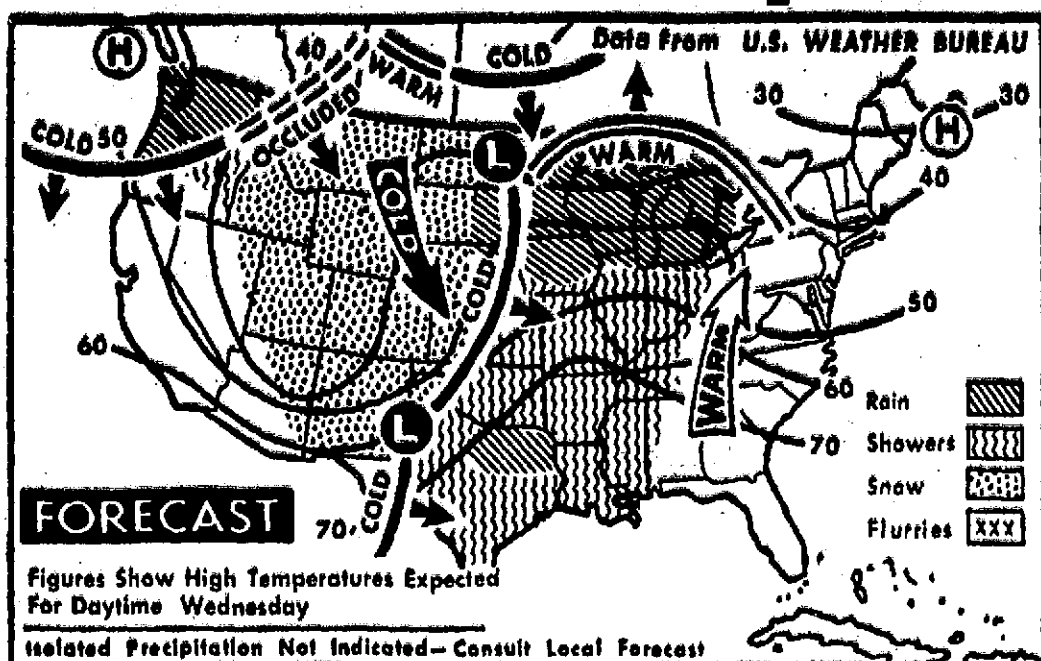 Data From U.S. WEATHER BUREAU
H
40
WARM
COLD
30
30
H
COLD 50
OCCLUDED
L
WARM
COLD
40
COLD
50
60
WARM
60
Rain
L
70
Showers
COLD
Snow
FORECAST
70
Flurries XXX
Figures Show High Temperatures Expected
For Daytime Wednesday
Isolated Precipitation Not Indicated—Consult Local Forecast